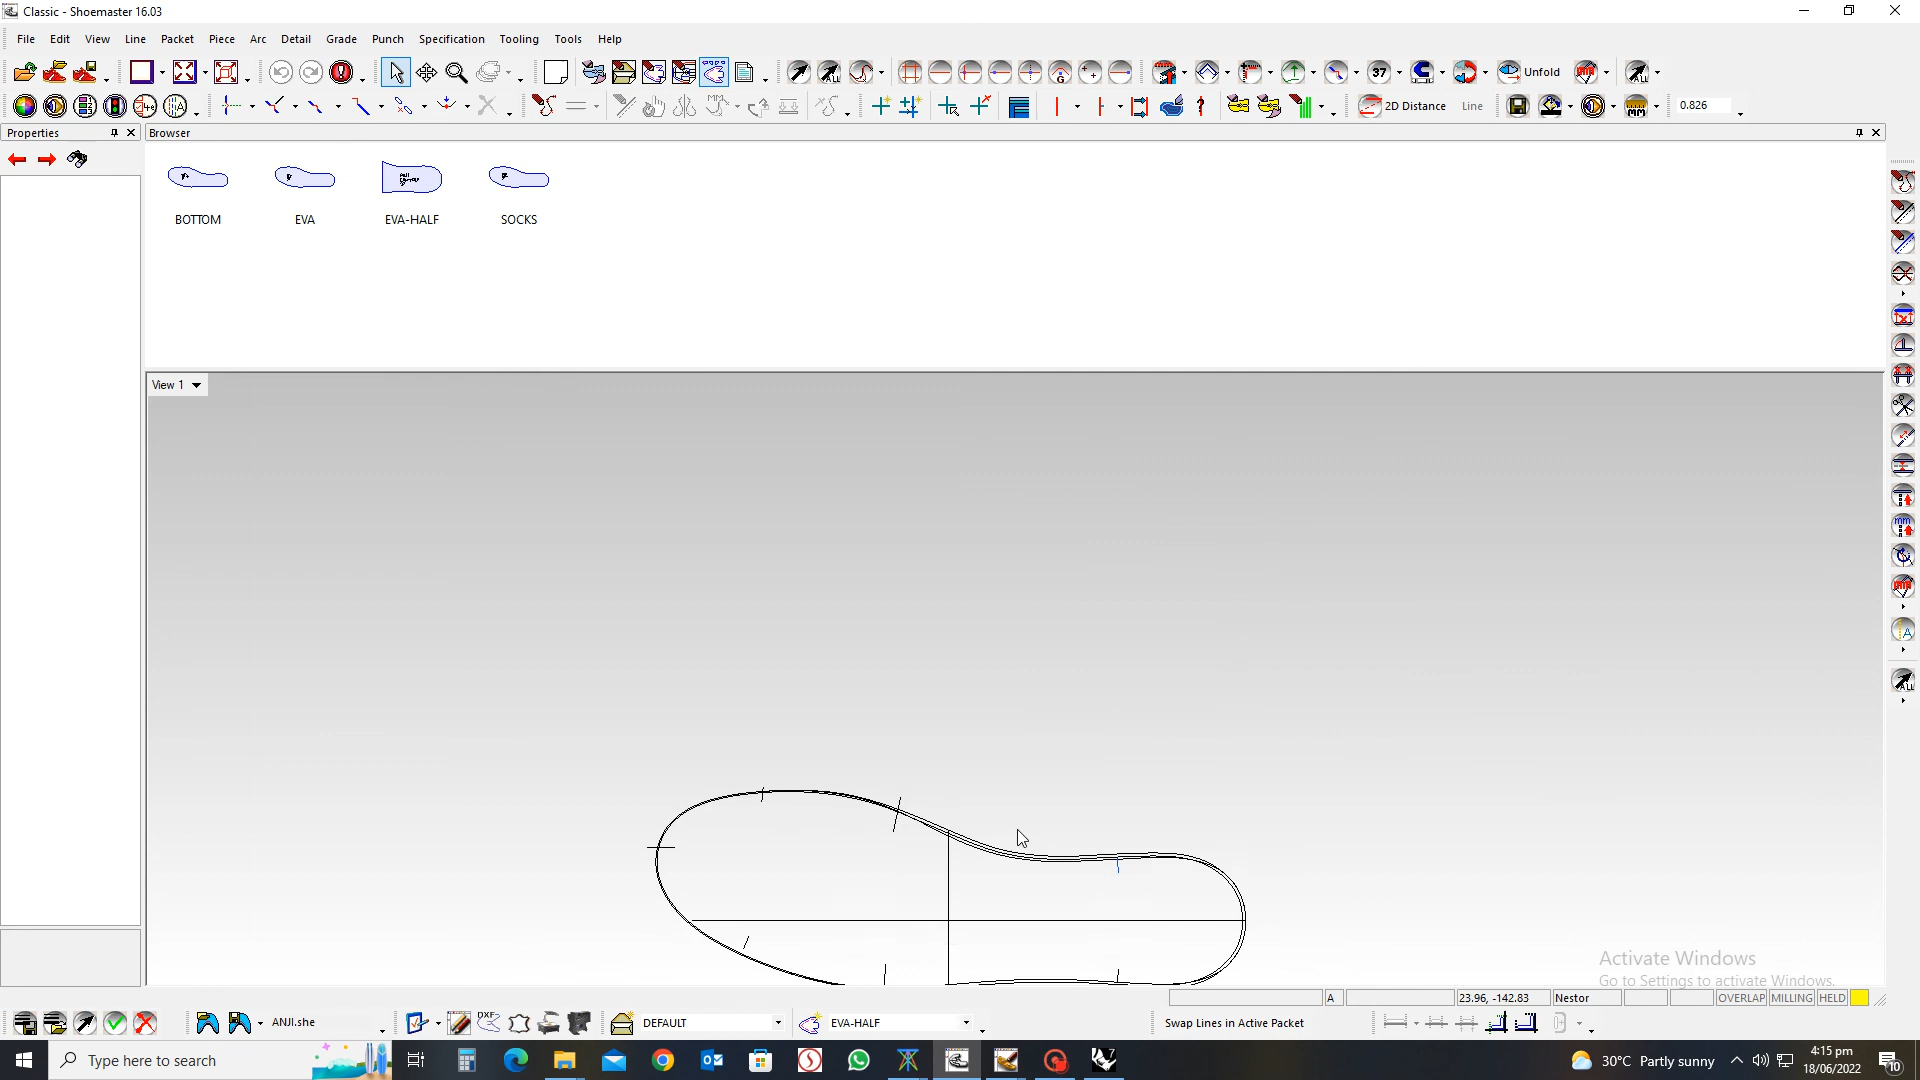 Classic - Shoemaster 16.03
File Edit View Line Packet Piece Arc Detail Grade Punch Specification Tooling Tools Help
37 Unfold
2D Distance Line 0.826
Properties Browser
BOTTOM EVA EVA-HALF SOCKS
View 1
Activate Windows
Go to Settings to activate Windows.
A 23.96, -142.83 Nestor OVERLAP MILLING HELD
ANJI.she DXF DEFAULT EVA-HALF Swap Lines in Active Packet
Type here to search 30°C Partly sunny 4:15 pm
18/06/2022
10